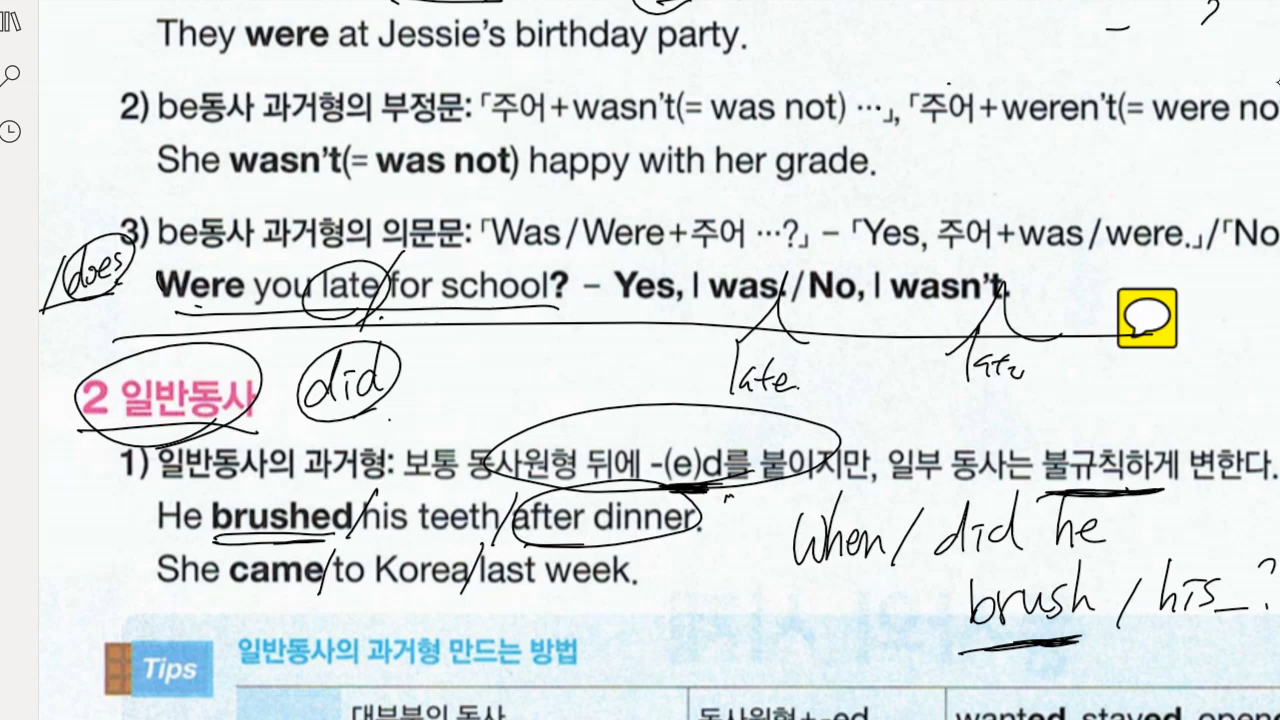 They were at Jessie's birthday party.
2) be동사 과거형의 부정문: 「주어+wasn't(= was not) …」, 「주어+weren't(= were no
She wasn't(= was not) happy with her grade.
3) be동사 과거형의 의문문: 「Was/Were+주어 …?」 – 「Yes, 주어+was/were.」/「No
does
Were you late for school? – Yes, I was./No, I wasn't.
late
late
2 일반동사
did
1) 일반동사의 과거형: 보통 동사원형 뒤에 -(e)d를 붙이지만, 일부 동사는 불규칙하게 변한다.
He brushed/his teeth/after dinner.
When/ did he
She came/to Korea/last week.
brush / his_?
Tips
일반동사의 과거형 만드는 방법
대부분의 동사
동사원형+-ed
wanted, stayed, opene